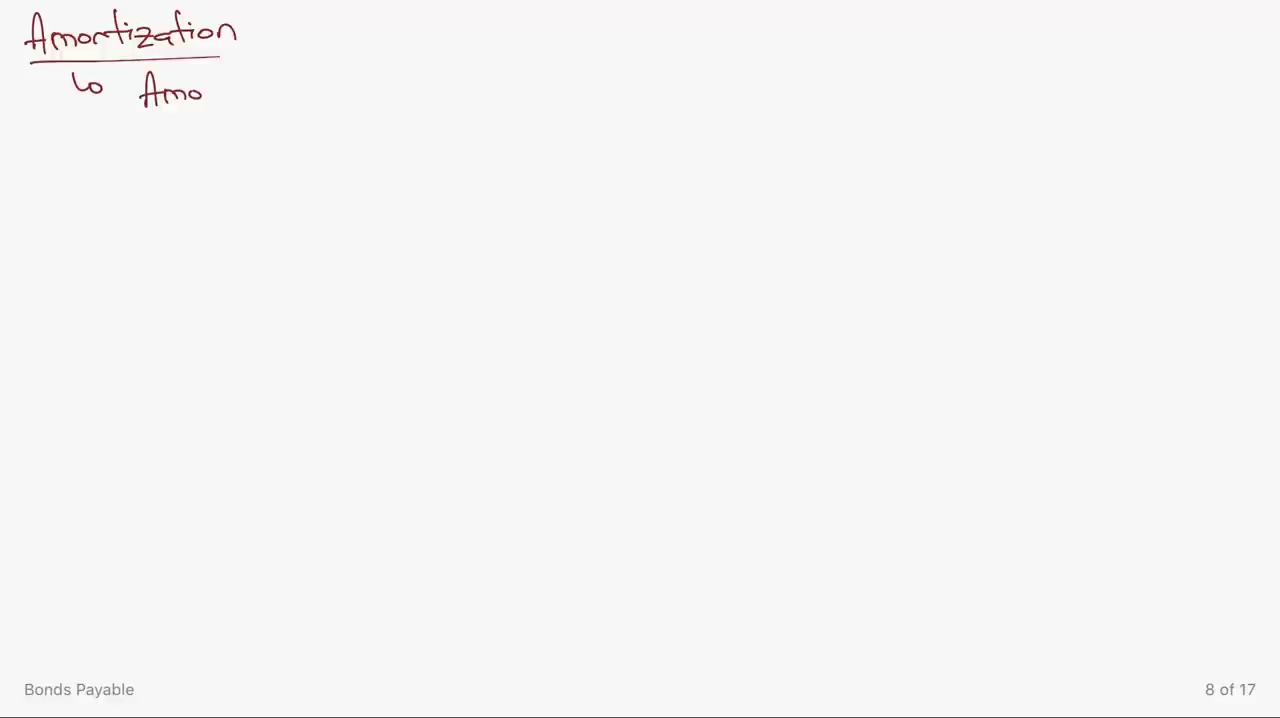 Amortization
↳ Amo
Bonds Payable
8 of 17